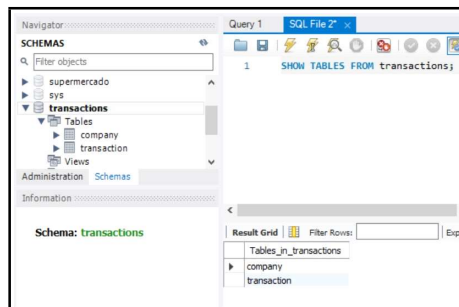 Navigator
SCHEMAS
Filter objects
supermercado
sys
transactions
Tables
company
transaction
Views
Administration Schemas
Information
Schema: transactions
Query 1 SQL File 2* ×
1 SHOW TABLES FROM transactions;
Result Grid Filter Rows: Exp
Tables_in_transactions
company
transaction